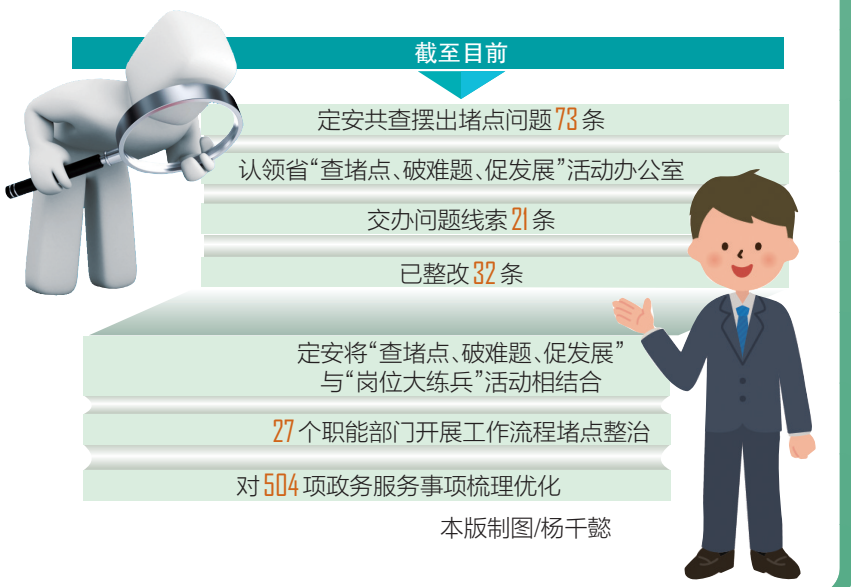 截至目前
定安共查摆出堵点问题73条
认领省“查堵点、破难题、促发展”活动办公室
交办问题线索21条
已整改32条
定安将“查堵点、破难题、促发展”
与“岗位大练兵”活动相结合
27个职能部门开展工作流程堵点整治
对504项政务服务事项梳理优化
本版制图/杨千懿